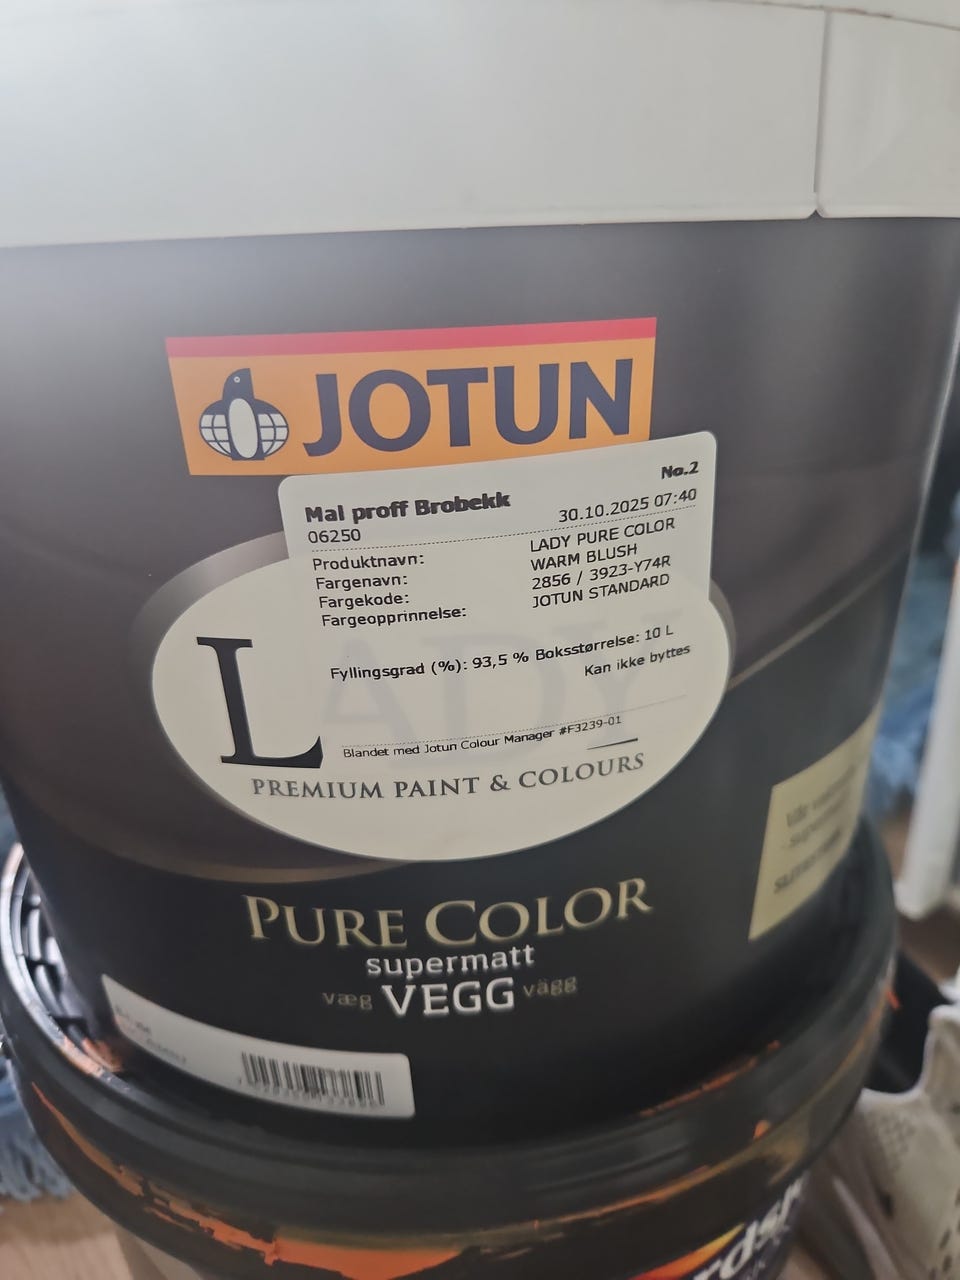 JOTUN
No.2
Mal proff Brobekk
06250
30.10.2025 07:40
Produktnavn: LADY PURE COLOR
Fargenavn: WARM BLUSH
Fargekode: 2856 / 3923-Y74R
Fargeopprinnelse: JOTUN STANDARD
LADY
Fyllingsgrad (%): 93,5 % Boksstørrelse: 10 L
Kan ikke byttes
Blandet med Jotun Colour Manager #F3239-01
PREMIUM PAINT & COLOURS
PURE COLOR
supermatt
væg VEGG vägg